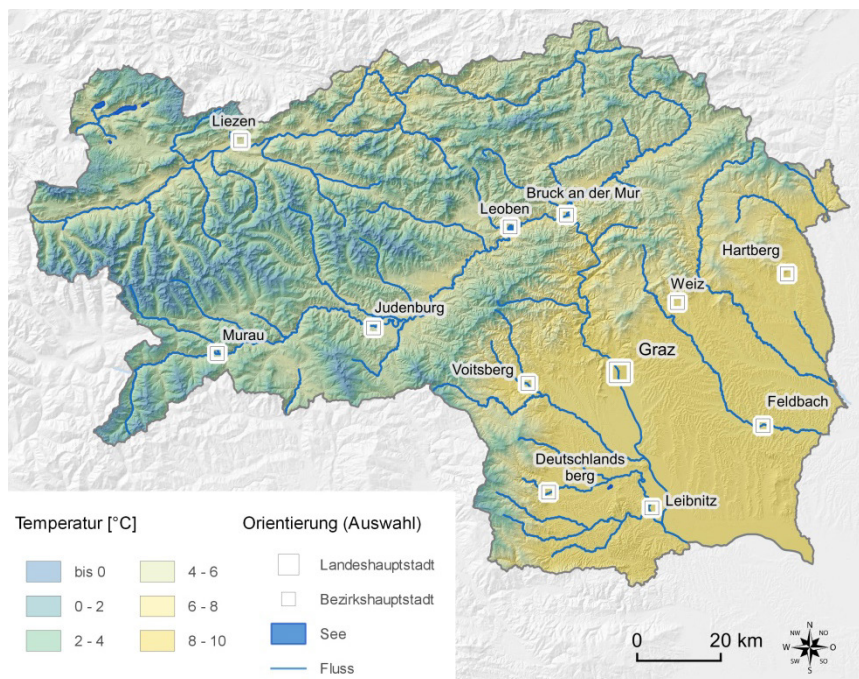 Liezen
Bruck an der Mur
Leoben
Hartberg
Weiz
Judenburg
Murau
Graz
Voitsberg
Feldbach
Deutschlands
berg
Leibnitz
Temperatur [°C]
bis 0
0 - 2
2 - 4
4 - 6
6 - 8
8 - 10
Orientierung (Auswahl)
Landeshauptstadt
Bezirkshauptstadt
See
Fluss
0 20 km
N
NW NO
W O
SW SO
S